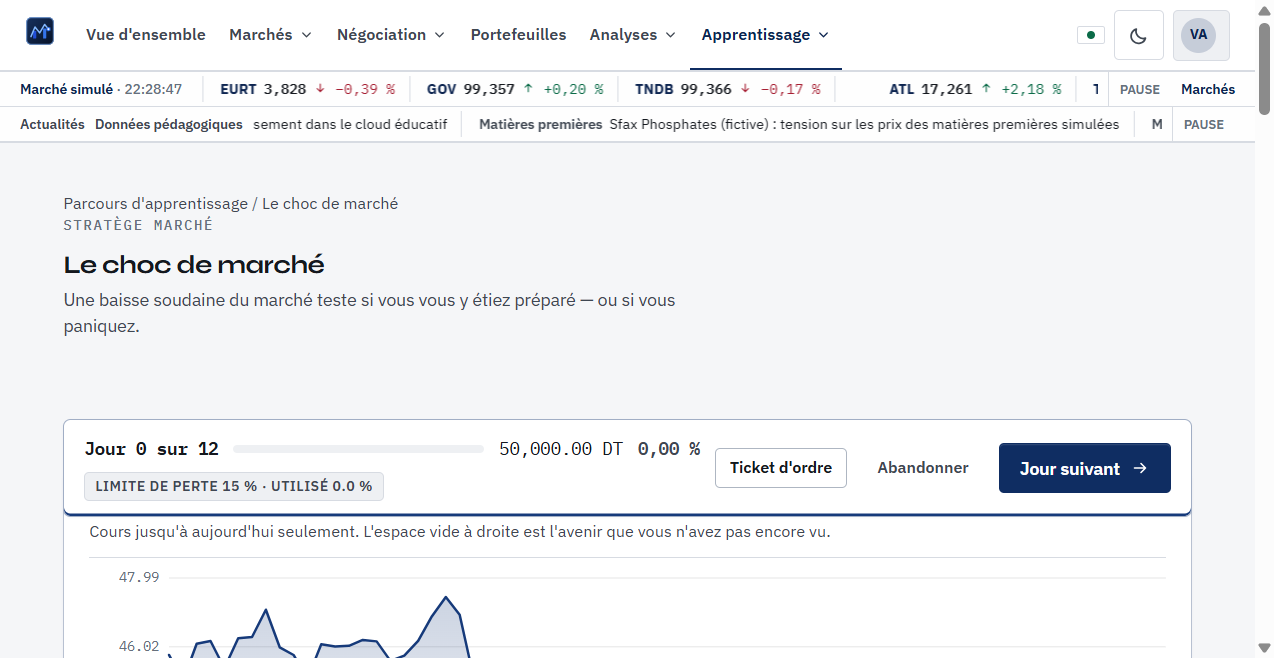 Vue d'ensemble Marchés Négociation Portefeuilles Analyses Apprentissage VA
Marché simulé · 22:28:47 EURT 3,828 ↓ −0,39 % GOV 99,357 ↑ +0,20 % TNDB 99,366 ↓ −0,17 % ATL 17,261 ↑ +2,18 % PAUSE Marchés
Actualités Données pédagogiques sement dans le cloud éducatif Matières premières Sfax Phosphates (fictive) : tension sur les prix des matières premières simulées M PAUSE
Parcours d'apprentissage / Le choc de marché
STRATÈGE MARCHÉ
Le choc de marché
Une baisse soudaine du marché teste si vous vous y étiez préparé — ou si vous
paniquez.
Jour 0 sur 12 50,000.00 DT 0,00 % Ticket d'ordre Abandonner Jour suivant →
LIMITE DE PERTE 15 % · UTILISÉ 0.0 %
Cours jusqu'à aujourd'hui seulement. L'espace vide à droite est l'avenir que vous n'avez pas encore vu.
47.99
46.02